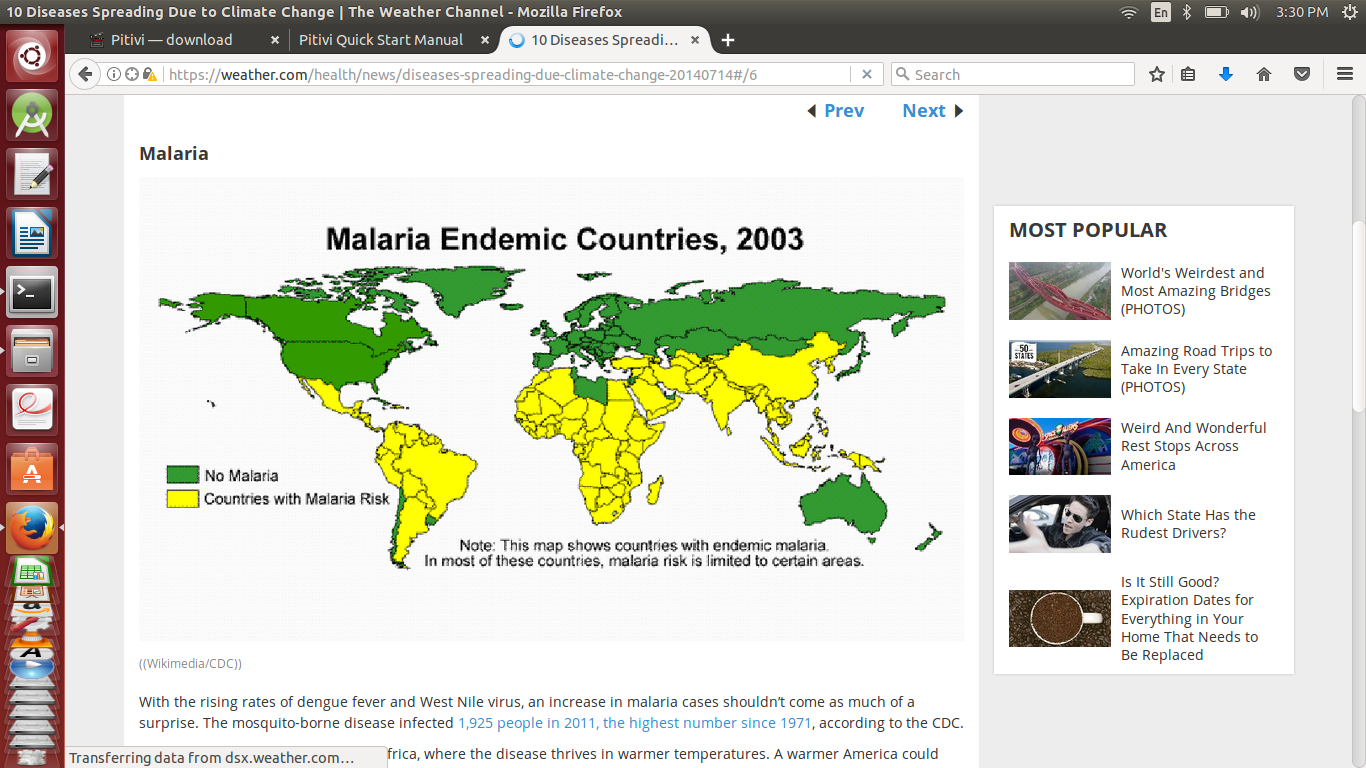 10 Diseases Spreading Due to Climate Change | The Weather Channel - Mozilla Firefox
En
3:30 PM
Pitivi — download
Pitivi Quick Start Manual
10 Diseases Spreadi...
https://weather.com/health/news/diseases-spreading-due-climate-change-20140714#/6
Search
Prev
Next
Malaria
Malaria Endemic Countries, 2003
No Malaria
Countries with Malaria Risk
Note: This map shows countries with endemic malaria.
In most of these countries, malaria risk is limited to certain areas.
((Wikimedia/CDC))
With the rising rates of dengue fever and West Nile virus, an increase in malaria cases shouldn’t come as much of a
surprise. The mosquito-borne disease infected 1,925 people in 2011, the highest number since 1971, according to the CDC.
frica, where the disease thrives in warmer temperatures. A warmer America could
Transferring data from dsx.weather.com…
MOST POPULAR
World's Weirdest and
Most Amazing Bridges
(PHOTOS)
50
STATES
Amazing Road Trips to
Take In Every State
(PHOTOS)
Weird And Wonderful
Rest Stops Across
America
Which State Has the
Rudest Drivers?
Is It Still Good?
Expiration Dates for
Everything in Your
Home That Needs to
Be Replaced